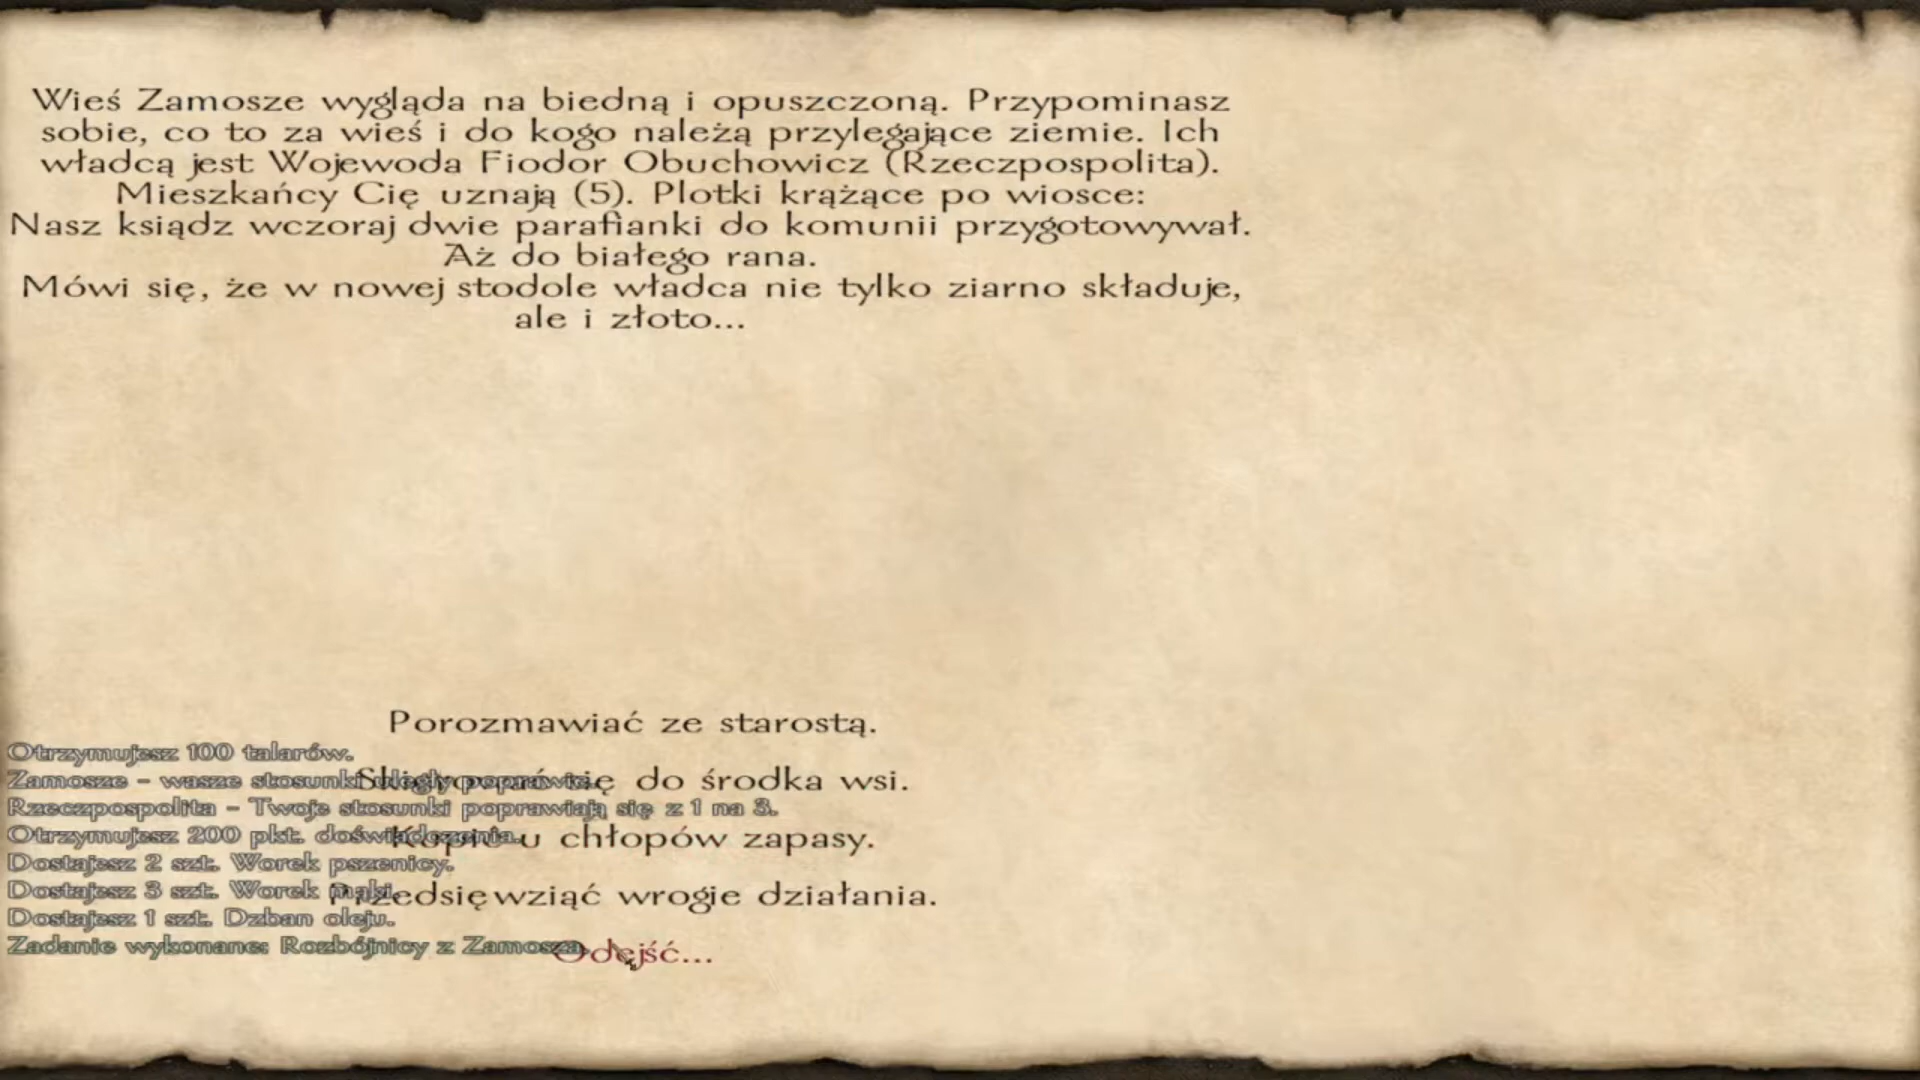 Wieś Zamosze wygląda na biedną i opuszczoną. Przypominasz
sobie, co to za wieś i do kogo należą przylegające ziemie. Ich
władcą jest Wojewoda Fiodor Obuchowicz (Rzeczpospolita).
Mieszkańcy Cię uznają (5). Plotki krążące po wiosce:
Nasz ksiądz wczoraj dwie parafianki do komunii przygotowywał.
Aż do białego rana.
Mówi się, że w nowej stodole władca nie tylko ziarno składuje,
ale i złoto...
Porozmawiać ze starostą.
Otrzymujesz 100 talarów.
Zamosze - wasze stosunki
się do środka wsi.
Rzeczpospolita - Twoje stosunki poprawiają się z 1 na 3.
Otrzymujesz 200 pkt. doświadczenia.
u chłopów zapasy.
Dostajesz 2 szt. Worek pszenicy.
Dostajesz 3 szt. Worek mąki.
Przedsięwziąć wrogie działania.
Dostajesz 1 szt. Dzban oleju.
Zadanie wykonane: Rozbójnicy z Zamosza
Odejść...